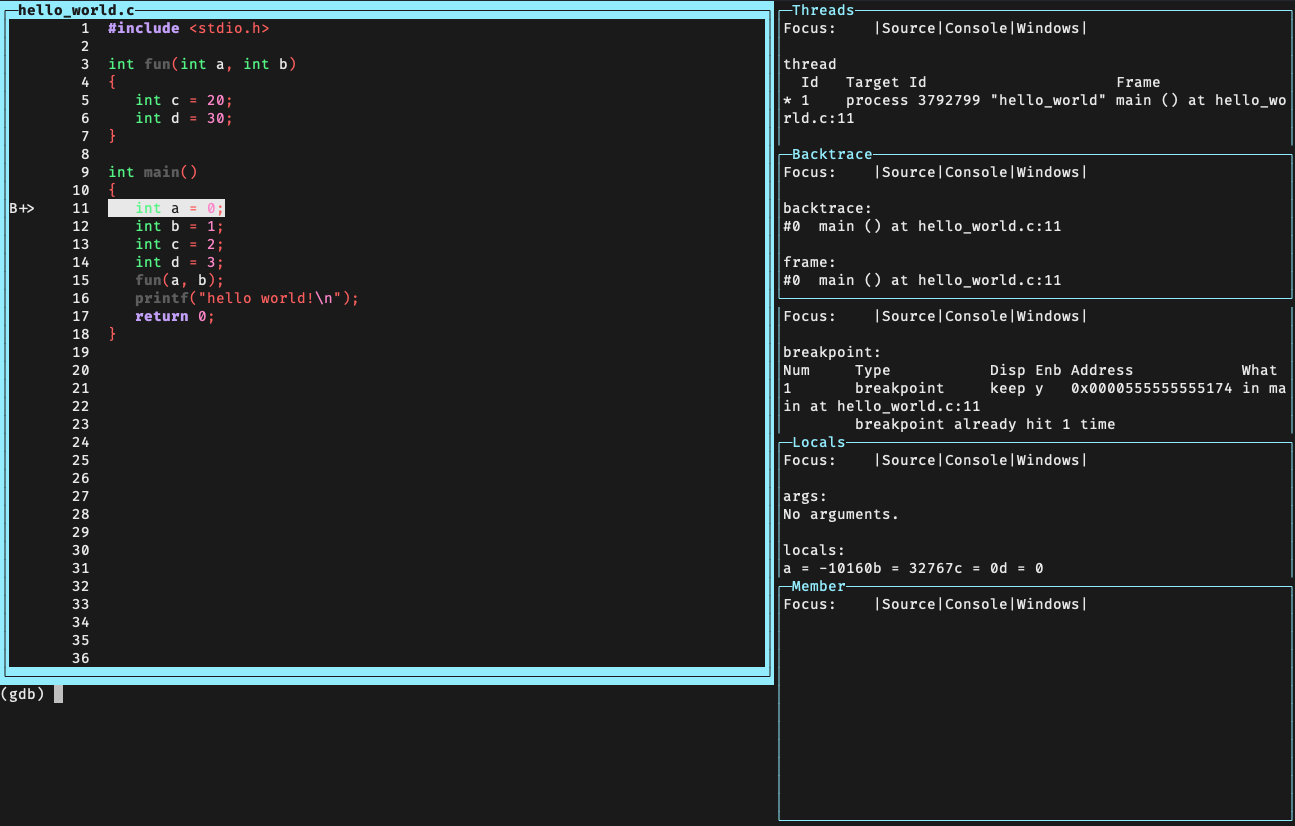 hello_world.c
1 #include <stdio.h>
2
3 int fun(int a, int b)
4 {
5    int c = 20;
6    int d = 30;
7 }
8
9 int main()
10 {
B+> 11    int a = 0;
12    int b = 1;
13    int c = 2;
14    int d = 3;
15    fun(a, b);
16    printf("hello world!\n");
17    return 0;
18 }
19
20
21
22
23
24
25
26
27
28
29
30
31
32
33
34
35
36
(gdb)
Threads
Focus:    |Source|Console|Windows|
thread
  Id   Target Id                     Frame
* 1    process 3792799 "hello_world" main () at hello_wo
rld.c:11
Backtrace
Focus:    |Source|Console|Windows|
backtrace:
#0  main () at hello_world.c:11
frame:
#0  main () at hello_world.c:11
Focus:    |Source|Console|Windows|
breakpoint:
Num     Type           Disp Enb Address            What
1       breakpoint     keep y   0x0000555555555174 in ma
in at hello_world.c:11
        breakpoint already hit 1 time
Locals
Focus:    |Source|Console|Windows|
args:
No arguments.
locals:
a = -10160b = 32767c = 0d = 0
Member
Focus:    |Source|Console|Windows|